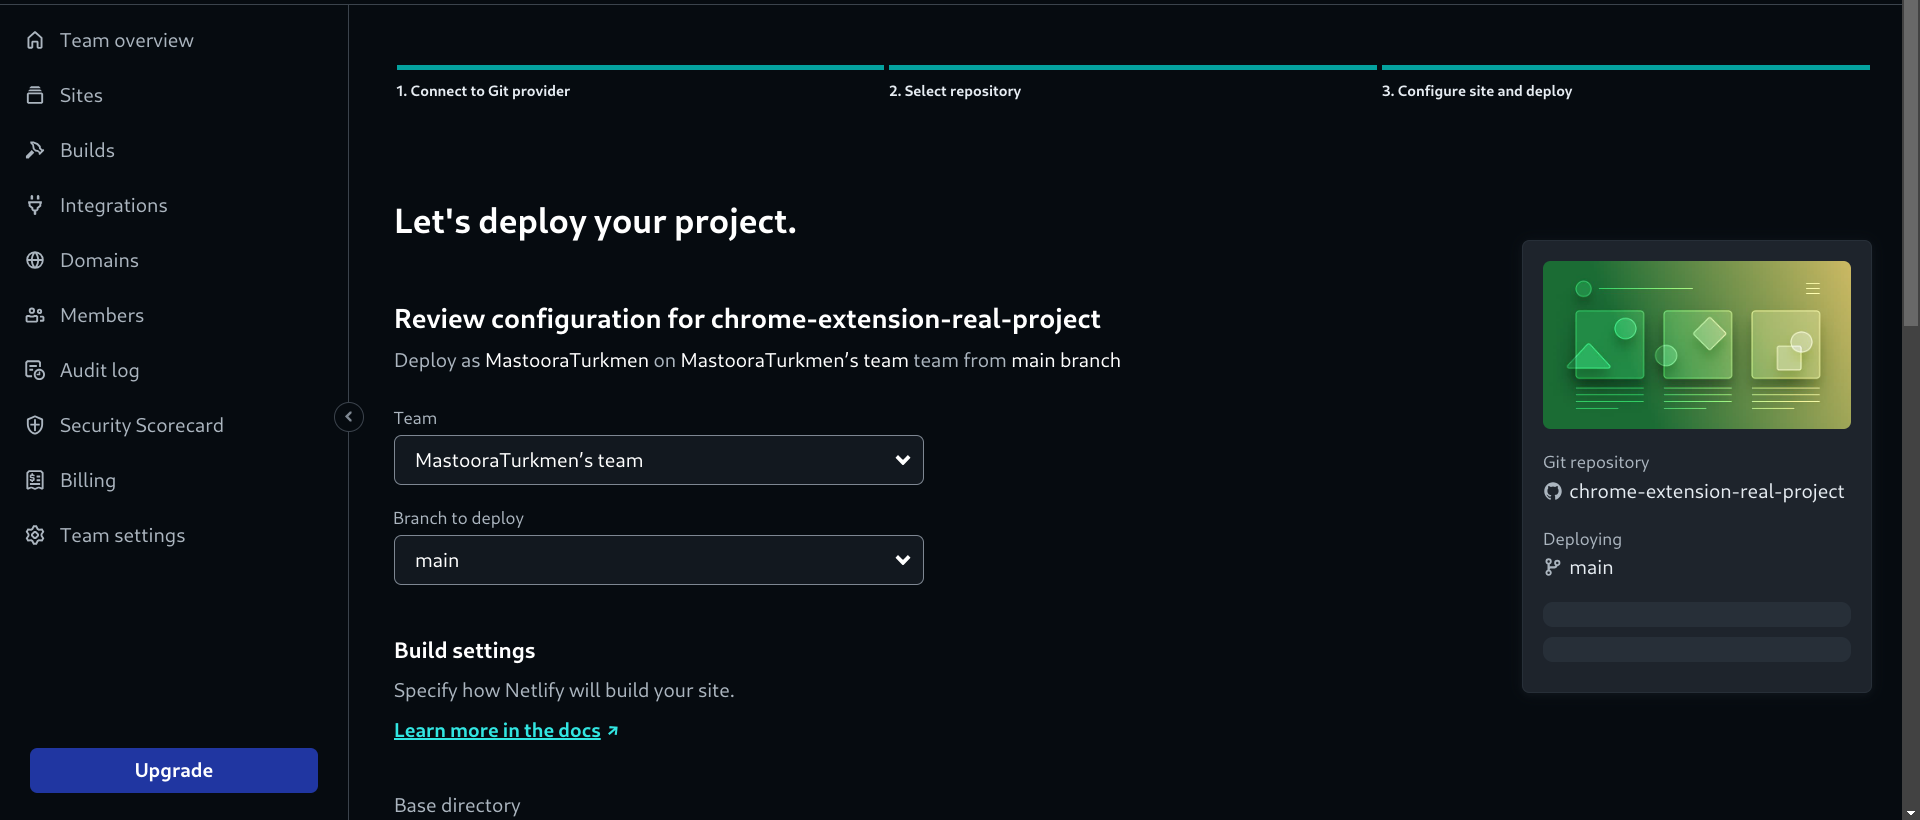 Team overview
Sites
Builds
Integrations
Domains
Members
Audit log
Security Scorecard
Billing
Team settings
Upgrade
1. Connect to Git provider
2. Select repository
3. Configure site and deploy
Let's deploy your project.
Review configuration for chrome-extension-real-project
Deploy as MastooraTurkmen on MastooraTurkmen’s team team from main branch
Team
MastooraTurkmen’s team
Branch to deploy
main
Build settings
Specify how Netlify will build your site.
Learn more in the docs
Base directory
Git repository
chrome-extension-real-project
Deploying
main